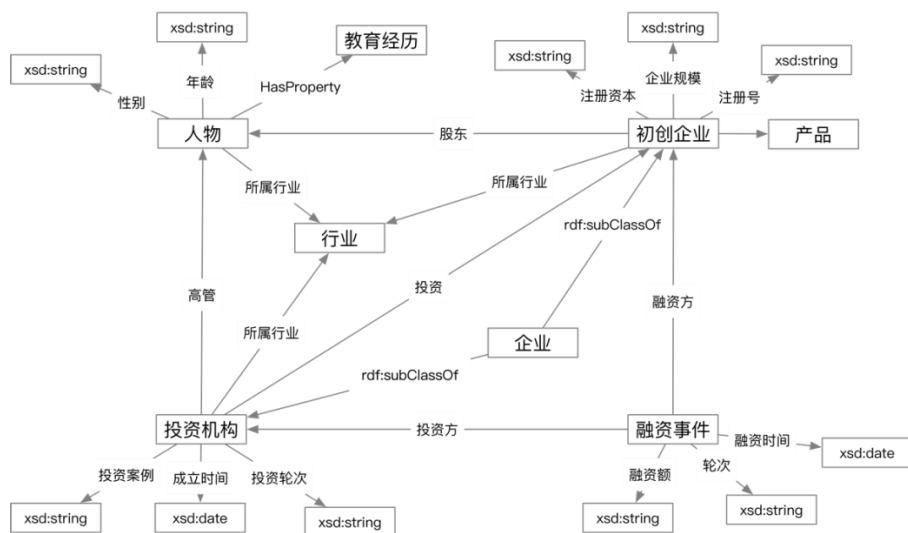 xsd:string
教育经历
xsd:string
xsd:string
xsd:string
xsd:string
年龄
HasProperty
企业规模
性别
注册资本
注册号
人物
股东
初创企业
产品
所属行业
所属行业
行业
rdf:subClassOf
投资
高管
融资方
所属行业
企业
rdf:subClassOf
投资机构
投资方
融资事件
融资时间
xsd:date
投资案例
成立时间
投资轮次
融资额
轮次
xsd:string
xsd:date
xsd:string
xsd:string
xsd:string